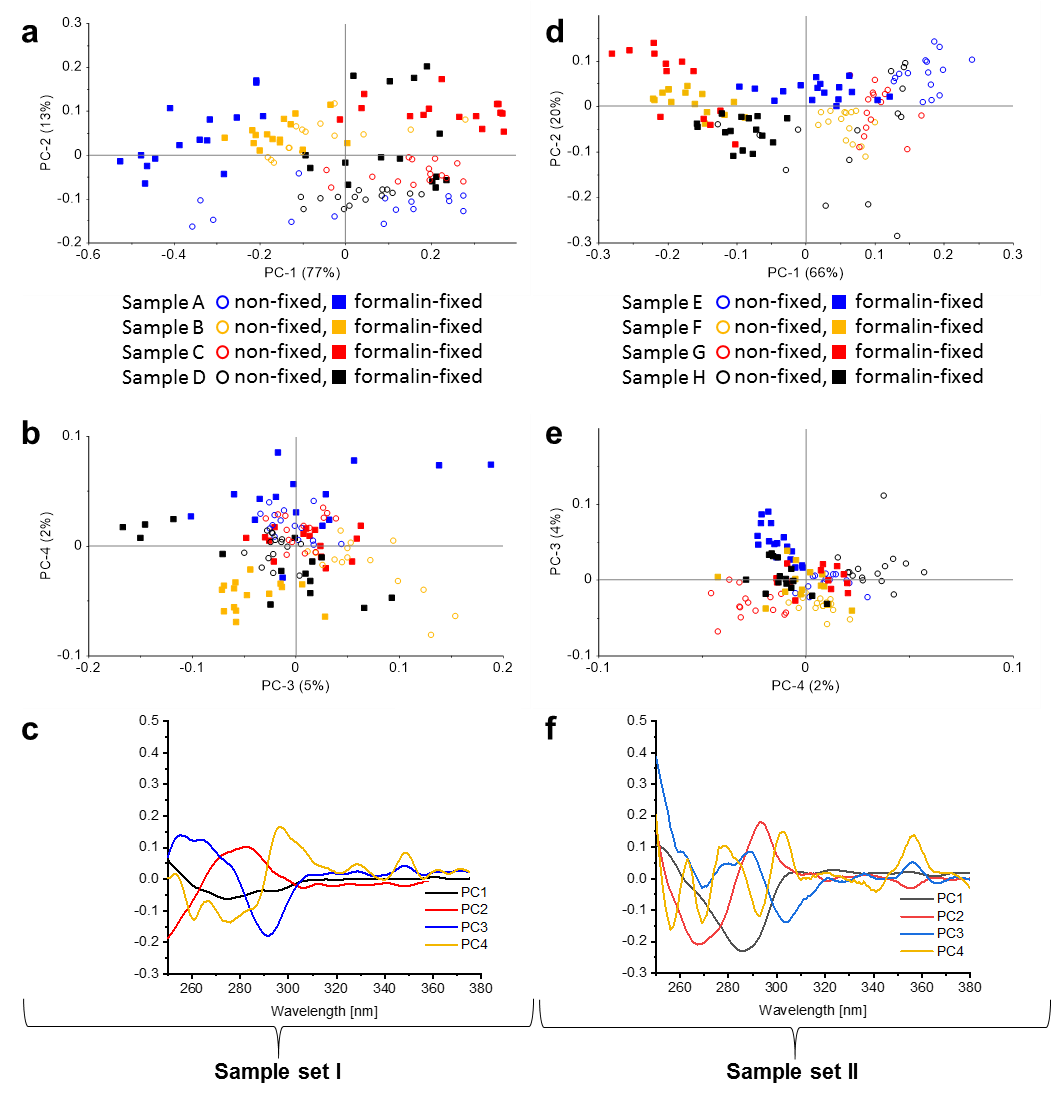 a
0.3
0.2
0.1
0
-0.1
-0.2
PC-2 (13%)
-0.6
-0.4
-0.2
0
0.2
PC-1 (77%)
Sample A non-fixed, formalin-fixed
Sample B non-fixed, formalin-fixed
Sample C non-fixed, formalin-fixed
Sample D non-fixed, formalin-fixed
d
0.1
0
-0.1
-0.2
-0.3
PC-2 (20%)
-0.3
-0.2
-0.1
0
0.1
0.2
0.3
PC-1 (66%)
Sample E non-fixed, formalin-fixed
Sample F non-fixed, formalin-fixed
Sample G non-fixed, formalin-fixed
Sample H non-fixed, formalin-fixed
b
0.1
0
-0.1
PC-4 (2%)
-0.2
-0.1
0
0.1
0.2
PC-3 (5%)
e
0.1
0
-0.1
PC-3 (4%)
-0.1
0
0.1
PC-4 (2%)
c
0.5
0.4
0.3
0.2
0.1
0.0
-0.1
-0.2
-0.3
260
280
300
320
340
360
380
Wavelength [nm]
PC1
PC2
PC3
PC4
f
0.5
0.4
0.3
0.2
0.1
0.0
-0.1
-0.2
-0.3
260
280
300
320
340
360
380
Wavelength [nm]
PC1
PC2
PC3
PC4
Sample set I
Sample set II